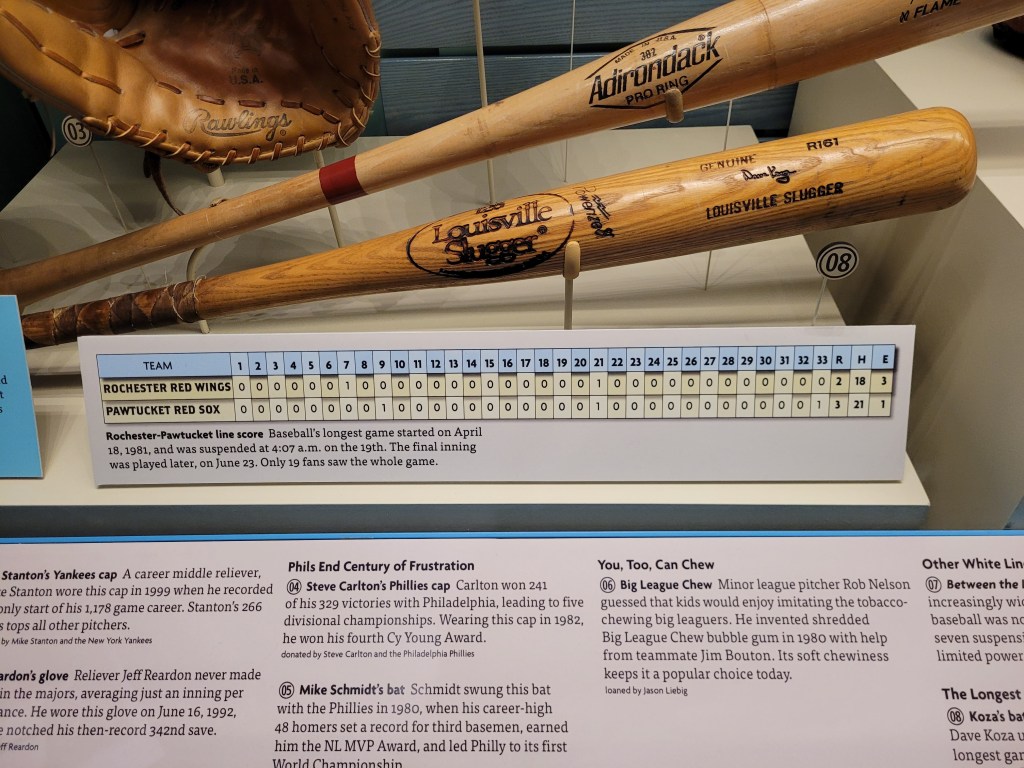 MADE IN U.S.A.
302
Adirondack
PRO RING
FLAME
U.S.A.
Rawlings
03
GENUINE
R161
LOUISVILLE SLUGGER
Louisville
Slugger®
08
TEAM 1 2 3 4 5 6 7 8 9 10 11 12 13 14 15 16 17 18 19 20 21 22 23 24 25 26 27 28 29 30 31 32 33 R H E
ROCHESTER RED WINGS 0 0 0 0 0 0 1 0 0 0 0 0 0 0 0 0 0 0 0 0 1 0 0 0 0 0 0 0 0 0 0 0 0 2 18 3
PAWTUCKET RED SOX 0 0 0 0 0 0 0 0 1 0 0 0 0 0 0 0 0 0 0 0 1 0 0 0 0 0 0 0 0 0 0 0 1 3 21 1
Rochester-Pawtucket line score Baseball's longest game started on April
18, 1981, and was suspended at 4:07 a.m. on the 19th. The final inning
was played later, on June 23. Only 19 fans saw the whole game.
Stanton's Yankees cap A career middle reliever,
Stanton wore this cap in 1999 when he recorded
only start of his 1,178 game career. Stanton's 266
tops all other pitchers.
by Mike Stanton and the New York Yankees
glove Reliever Jeff Reardon never made
in the majors, averaging just an inning per
He wore this glove on June 16, 1992,
notched his then-record 342nd save.
Reardon
Phils End Century of Frustration
04 Steve Carlton's Phillies cap Carlton won 241
of his 329 victories with Philadelphia, leading to five
divisional championships. Wearing this cap in 1982,
he won his fourth Cy Young Award.
donated by Steve Carlton and the Philadelphia Phillies
05 Mike Schmidt's bat Schmidt swung this bat
with the Phillies in 1980, when his career-high
48 homers set a record for third basemen, earned
him the NL MVP Award, and led Philly to its first
World Championship.
You, Too, Can Chew
06 Big League Chew Minor league pitcher Rob Nelson
guessed that kids would enjoy imitating the tobacco-
chewing big leaguers. He invented shredded
Big League Chew bubble gum in 1980 with help
from teammate Jim Bouton. Its soft chewiness
keeps it a popular choice today.
loaned by Jason Liebig
Other White
07 Between the
increasingly
baseball was
seven
limited power
The Longest
08 Koza's
Dave Koza
longest